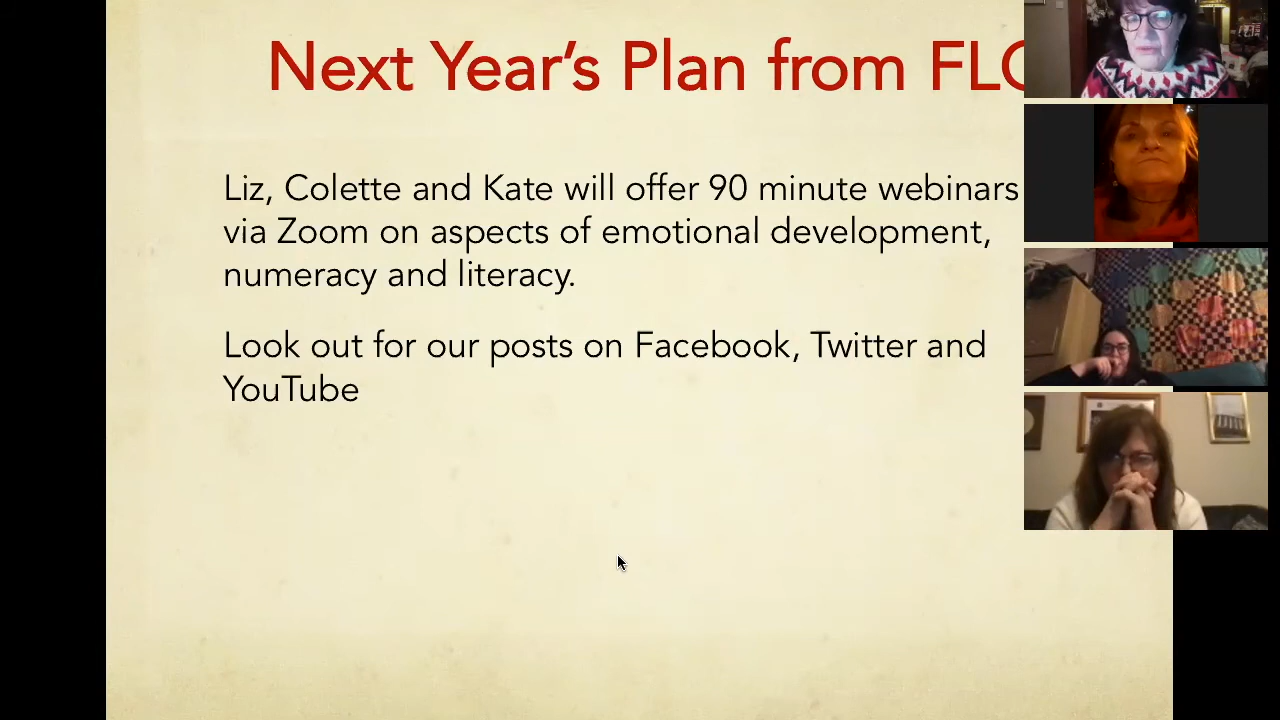 Next Year's Plan from FLO
Liz, Colette and Kate will offer 90 minute webinars
via Zoom on aspects of emotional development,
numeracy and literacy.
Look out for our posts on Facebook, Twitter and
YouTube